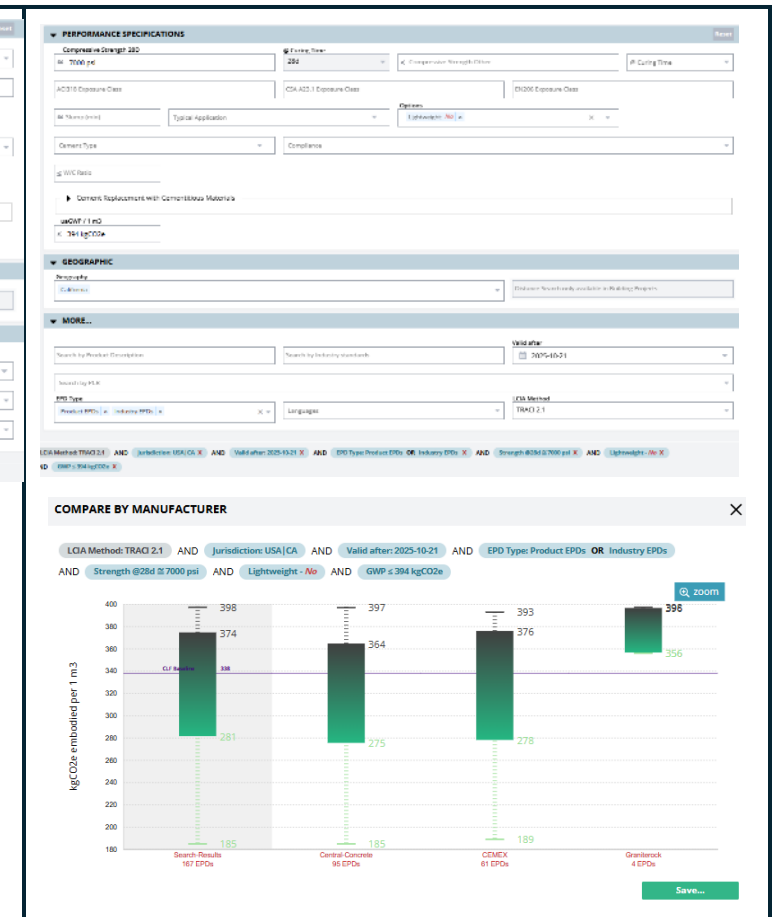 PERFORMANCE SPECIFICATIONS
Reset
Compressive Strength 28D
≥ 7000 psi
Curing Time
28d
Compressive Strength Other
Curing Time
ACI318 Exposure Class
CSA A23.1 Exposure Class
EN206 Exposure Class
Slump (min)
Typical Application
Options
Lightweight - No x
Cement Type
Compliance
≤ W/C Ratio
Cement Replacement with Cementitious Materials
GWP / 1 m3
394 kgCO2e
GEOGRAPHIC
Geography
California
Distance Search only available in Building Projects
MORE...
Search by Product Description
Search by Industry standards
Valid after
2025-10-21
Search by PCR
EPD Type
Product EPDs x Industry EPDs x
Languages
LCIA Method
TRACI 2.1
LCIA Method: TRACI 2.1 AND Jurisdiction: USA|CA X AND Valid after: 2025-10-21 X AND EPD Type: Product EPDs OR Industry EPDs X AND Strength @28d 7000 psi X AND Lightweight - No X
GWP ≤ 394 kgCO2e X
COMPARE BY MANUFACTURER
LCIA Method: TRACI 2.1 AND Jurisdiction: USA|CA AND Valid after: 2025-10-21 AND EPD Type: Product EPDs OR Industry EPDs
AND Strength @28d 7000 psi AND Lightweight - No AND GWP ≤ 394 kgCO2e
zoom
kgCO2e embodied per 1 m3
400
380
360
340
320
300
280
260
240
220
200
180
CLF Baseline 338
398
374
281
185
397
364
275
185
393
376
278
189
356
Search-Results
167 EPDs
Central-Concrete
95 EPDs
CEMEX
61 EPDs
Graniterock
4 EPDs
Save...